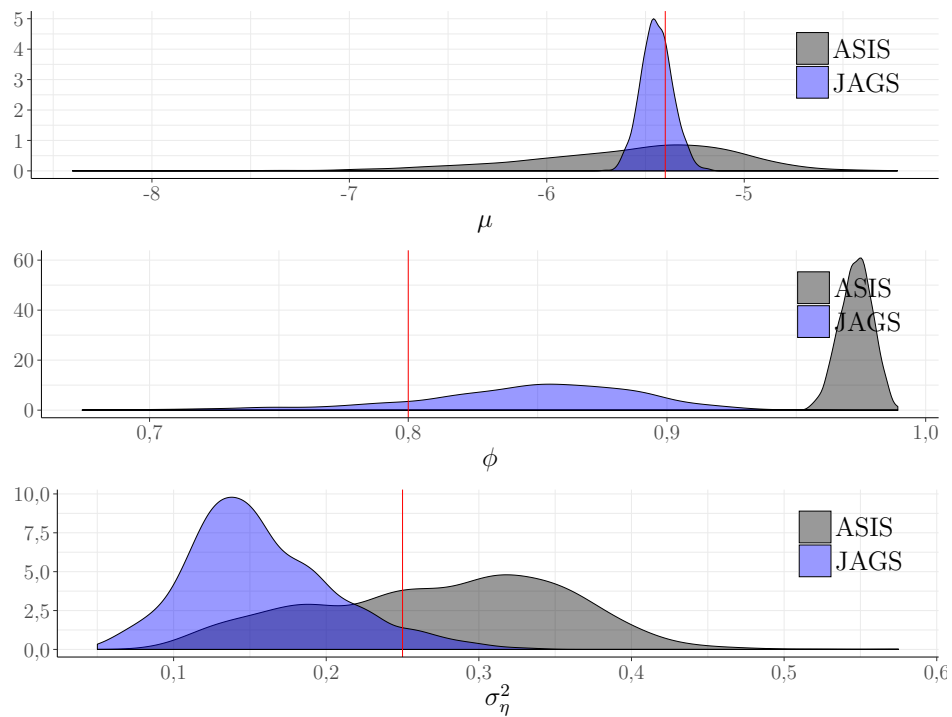 5
4
3
2
1
0
ASIS
JAGS
-8 -7 -6 -5
μ
60
40
20
0
ASIS
JAGS
0,7 0,8 0,9 1,0
ϕ
10,0
7,5
5,0
2,5
0,0
ASIS
JAGS
0,1 0,2 0,3 0,4 0,5 0,6
σ²η